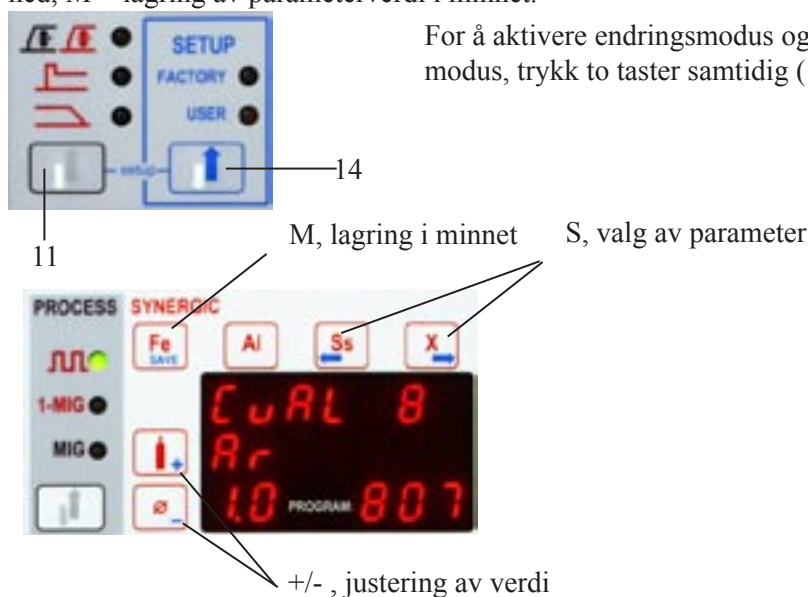 ned, M = lagring av parameterverdi i minnet.
For å aktivere endringsmodus og
modus, trykk to taster samtidig (
SETUP
FACTORY
USER
setup
14
11
M, lagring i minnet
S, valg av parameter
PROCESS SYNERGIC
Fe
SAVE
Al
Ss
X
1-MIG
MIG
CuAL 8
Ar
1.0 PROGRAM 807
+/- , justering av verdi